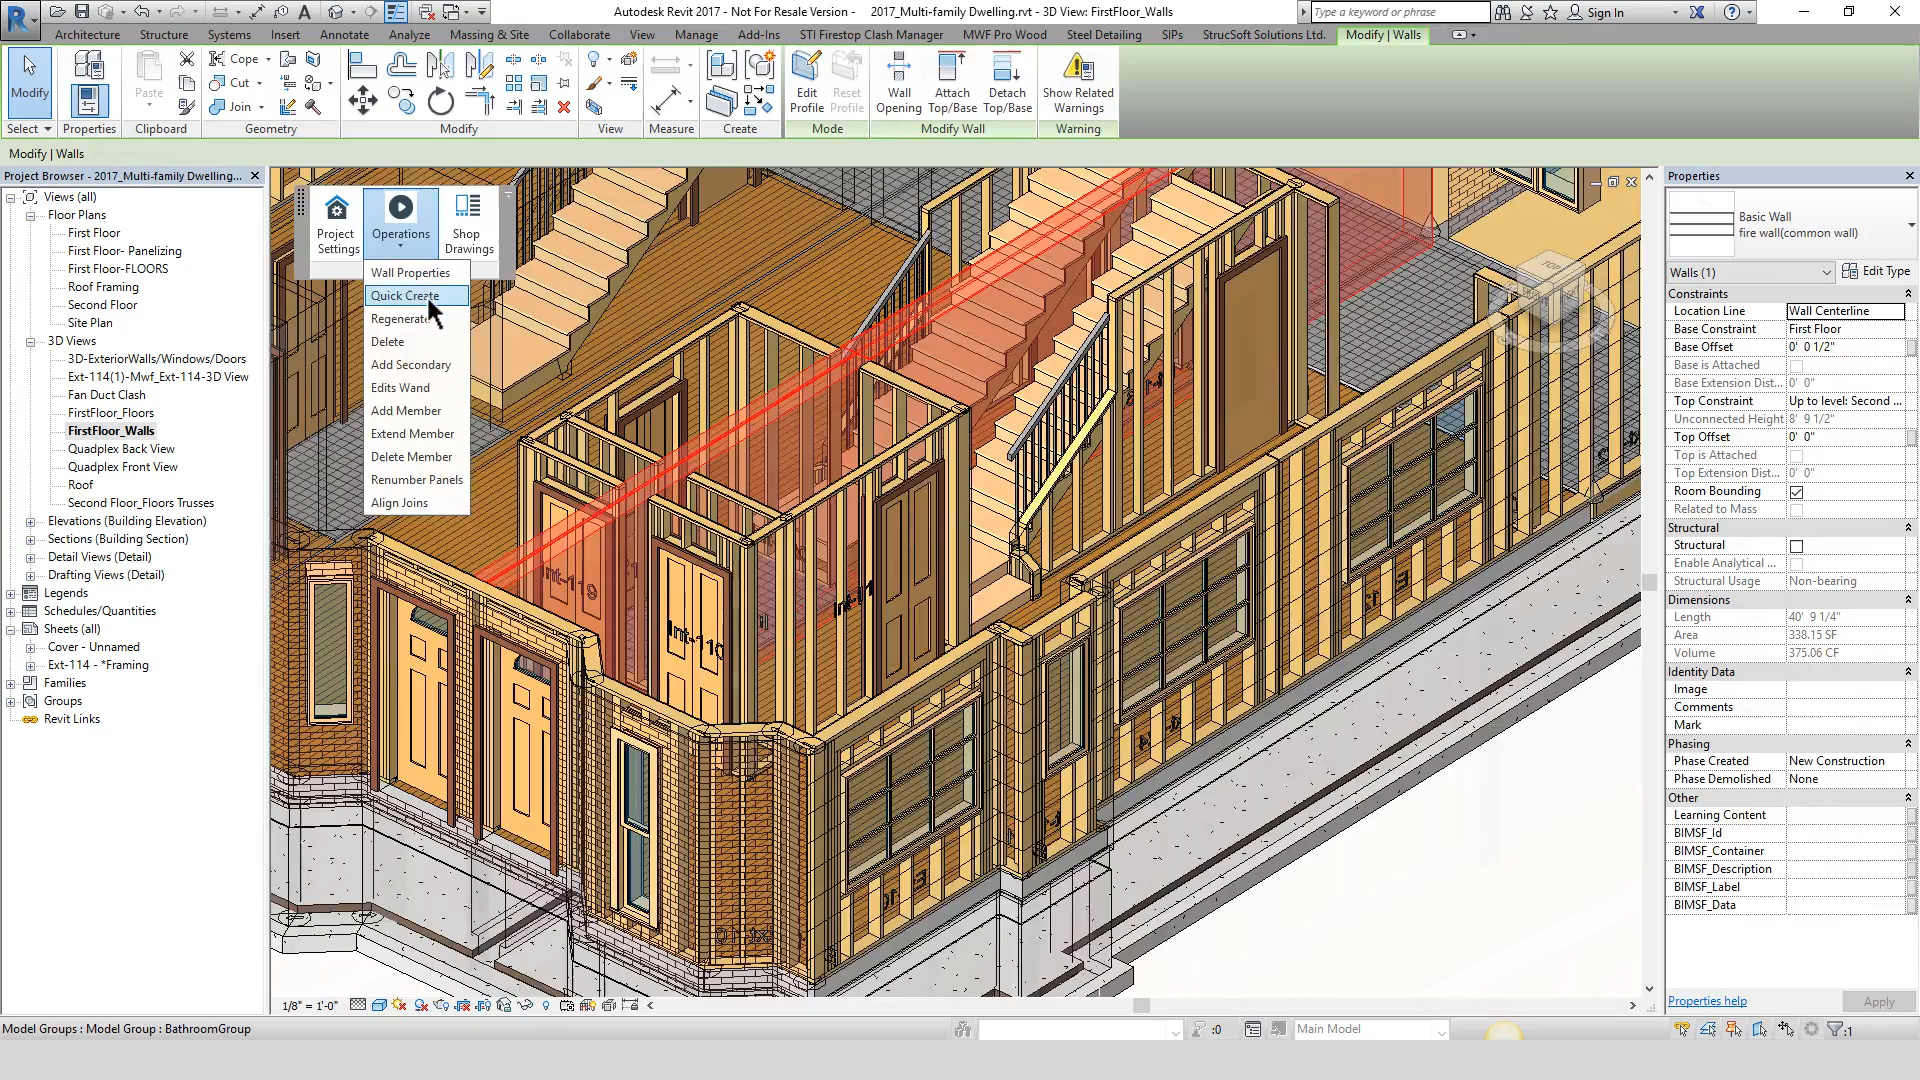 Autodesk Revit 2017 - Not For Resale Version - 2017_Multi-family Dwelling.rvt - 3D View: FirstFloor_Walls
Type a keyword or phrase
Sign In
Architecture Structure Systems Insert Annotate Analyze Massing & Site Collaborate View Manage Add-Ins STI Firestop Clash Manager MWF Pro Wood Steel Detailing SIPs StrucSoft Solutions Ltd. Modify | Walls
Modify
Paste
Cope
Cut
Join
Edit Profile
Reset Profile
Wall Opening
Attach Top/Base
Detach Top/Base
Show Related Warnings
Select Properties Clipboard Geometry Modify View Measure Create Mode Modify Wall Warning
Modify | Walls
Project Browser - 2017_Multi-family Dwelling...
Views (all)
Floor Plans
First Floor
First Floor- Panelizing
First Floor-FLOORS
Roof Framing
Second Floor
Site Plan
3D Views
3D-ExteriorWalls/Windows/Doors
Ext-114(1)-Mwf_Ext-114-3D View
Fan Duct Clash
FirstFloor_Floors
FirstFloor_Walls
Quadplex Back View
Quadplex Front View
Roof
Second Floor_Floors Trusses
Elevations (Building Elevation)
Sections (Building Section)
Detail Views (Detail)
Drafting Views (Detail)
Legends
Schedules/Quantities
Sheets (all)
Cover - Unnamed
Ext-114 - *Framing
Families
Groups
Revit Links
Project Settings
Operations
Shop Drawings
Wall Properties
Quick Create
Regenerate
Delete
Add Secondary
Edits Wand
Add Member
Extend Member
Delete Member
Renumber Panels
Align Joins
TOP
Int-119
Int-110
Int-11
Properties
Basic Wall
fire wall(common wall)
Walls (1)
Edit Type
Constraints
Location Line Wall Centerline
Base Constraint First Floor
Base Offset 0' 0 1/2"
Base is Attached
Base Extension Dist...
Top Constraint Up to level: Second ...
Unconnected Height 8' 9 1/2"
Top Offset 0' 0"
Top is Attached
Top Extension Dist... 0' 0"
Room Bounding
Related to Mass
Structural
Structural
Enable Analytical ...
Structural Usage Non-bearing
Dimensions
Length 40' 9 1/4"
Area 338.15 SF
Volume 375.06 CF
Identity Data
Image
Comments
Mark
Phasing
Phase Created New Construction
Phase Demolished None
Other
Learning Content
BIMSF_Id
BIMSF_Container
BIMSF_Description
BIMSF_Label
BIMSF_Data
Properties help
Apply
1/8" = 1'-0"
Model Groups : Model Group : BathroomGroup
:0
Main Model
:1